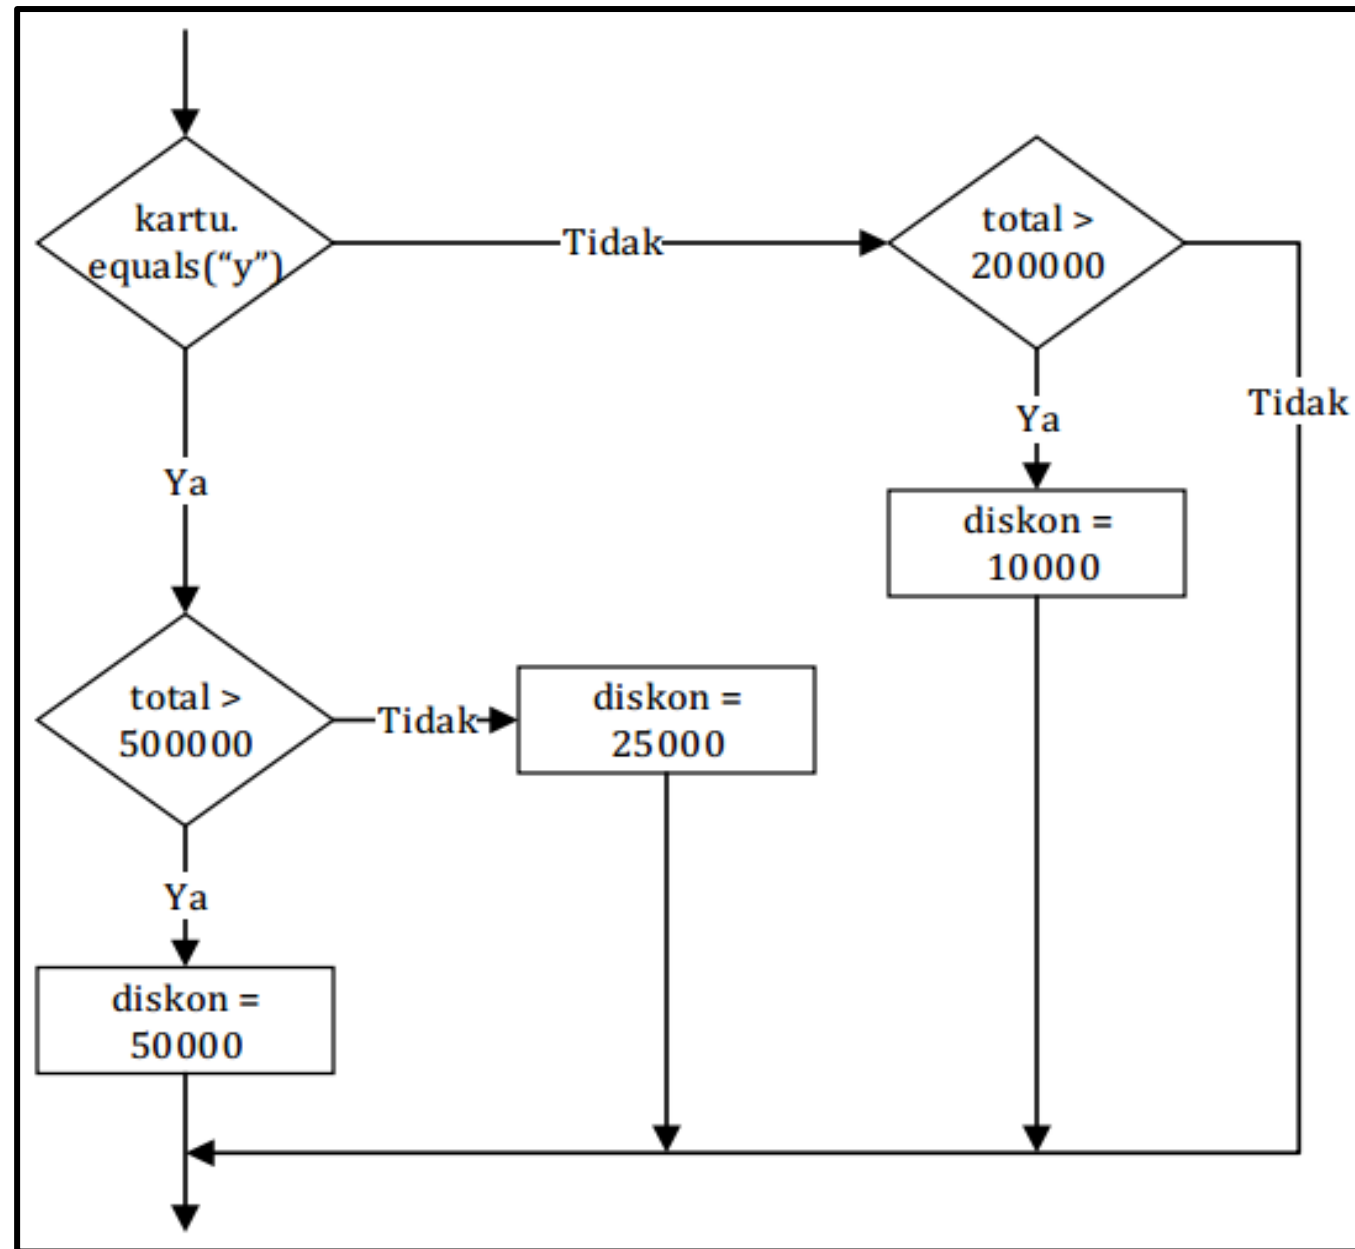 kartu.
equals(“y”)
Tidak
total >
200000
Ya
Tidak
Ya
diskon =
10000
total >
500000
Tidak
diskon =
25000
Ya
diskon =
50000